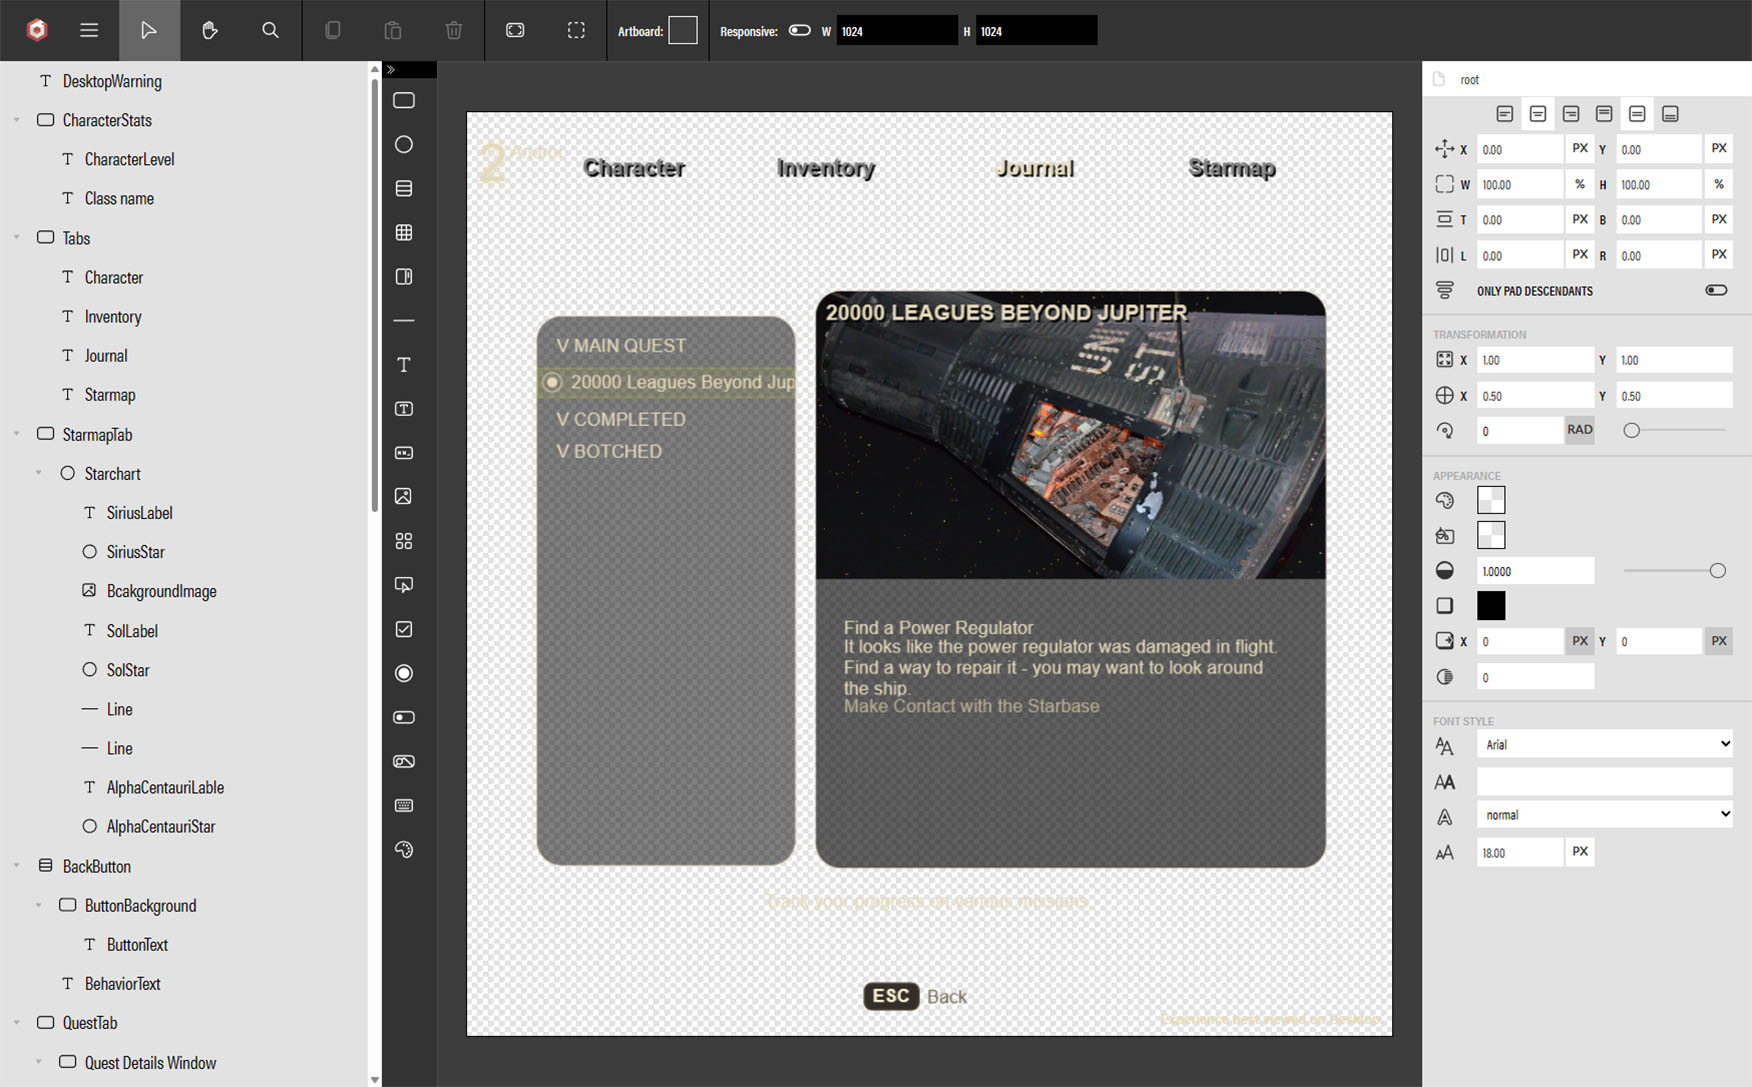 Artboard:
Responsive:
W
1024
H
1024
DesktopWarning
CharacterStats
CharacterLevel
Class name
Tabs
Character
Inventory
Journal
Starmap
StarmapTab
Starchart
SiriusLabel
SiriusStar
BcakgroundImage
SolLabel
SolStar
Line
Line
AlphaCentauriLable
AlphaCentauriStar
BackButton
ButtonBackground
ButtonText
BehaviorText
QuestTab
Quest Details Window
2
Character
Inventory
Journal
Starmap
V MAIN QUEST
20000 Leagues Beyond Jup
V COMPLETED
V BOTCHED
20000 LEAGUES BEYOND JUPITER
Find a Power Regulator
It looks like the power regulator was damaged in flight.
Find a way to repair it - you may want to look around
the ship.
Make Contact with the Starbase
Track your progress on various missions
ESC Back
Experience best viewed on Desktop
root
X 0.00 PX Y 0.00 PX
W 100.00 % H 100.00 %
T 0.00 PX B 0.00 PX
L 0.00 PX R 0.00 PX
ONLY PAD DESCENDANTS
TRANSFORMATION
X 1.00 Y 1.00
X 0.50 Y 0.50
0 RAD
APPEARANCE
1.0000
X 0 PX Y 0 PX
0
FONT STYLE
Arial
normal
18.00 PX